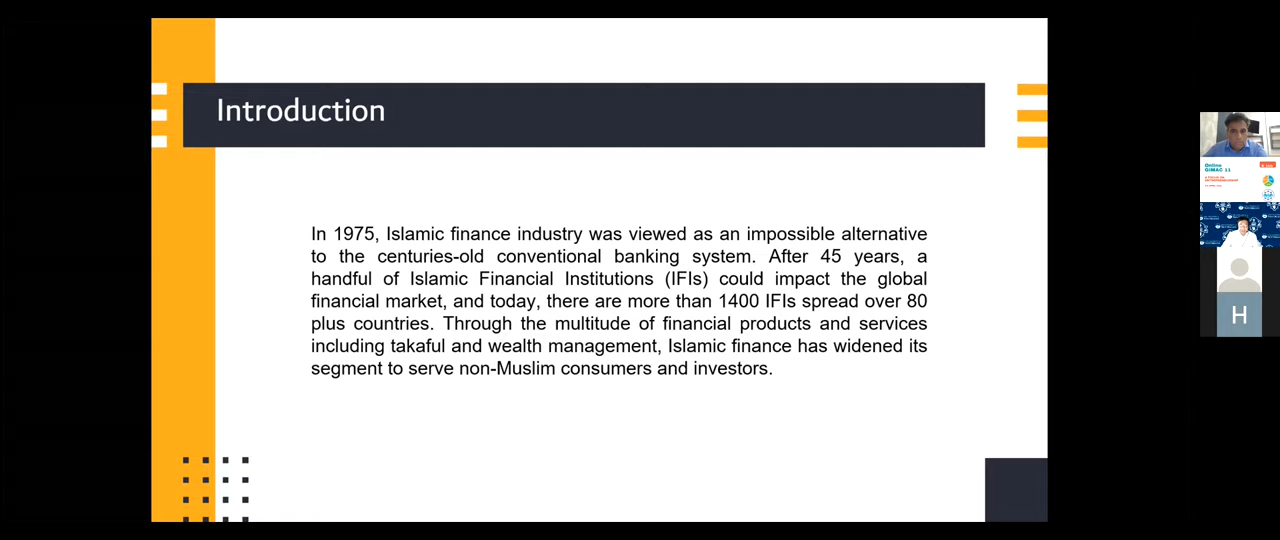 Introduction
In 1975, Islamic finance industry was viewed as an impossible alternative
to the centuries-old conventional banking system. After 45 years, a
handful of Islamic Financial Institutions (IFIs) could impact the global
financial market, and today, there are more than 1400 IFIs spread over 80
plus countries. Through the multitude of financial products and services
including takaful and wealth management, Islamic finance has widened its
segment to serve non-Muslim consumers and investors.
Online
GIMAC 11
H